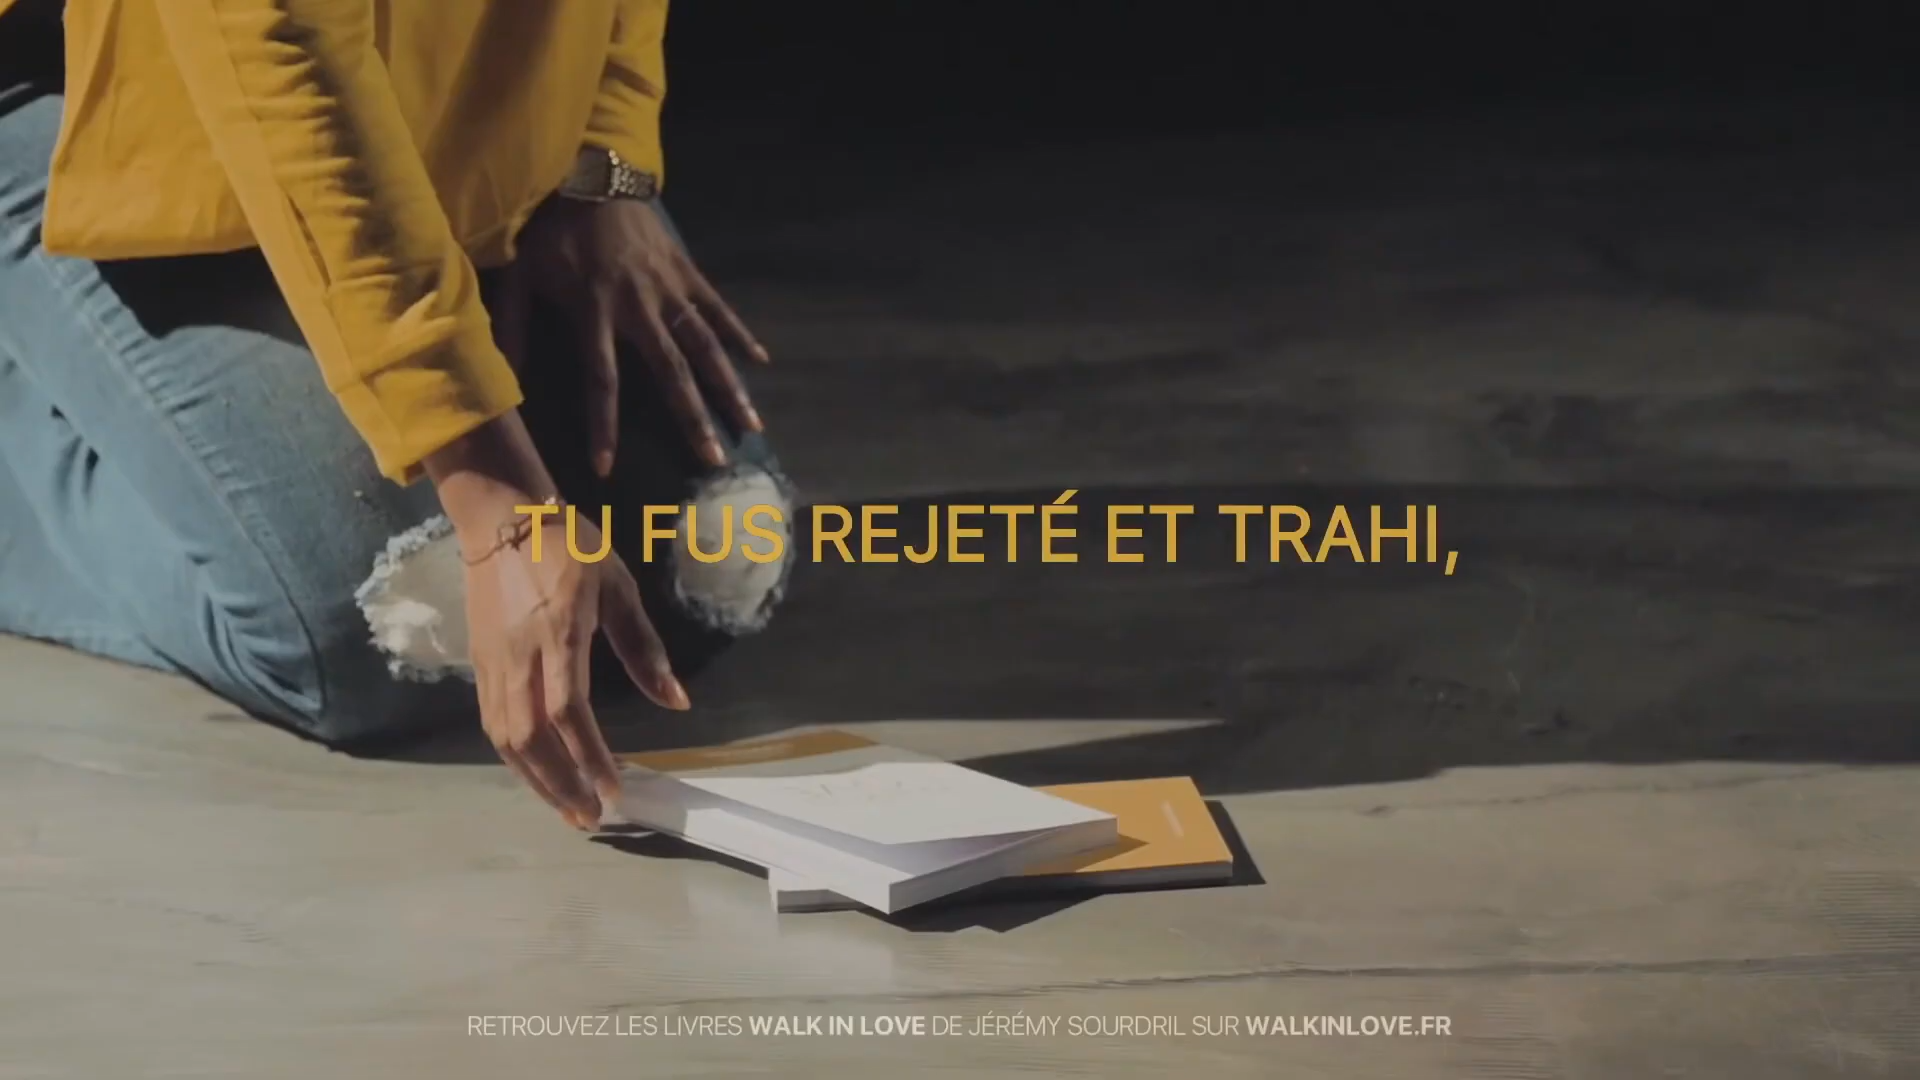 TU FUS REJETÉ ET TRAHI,
RETROUVEZ LES LIVRES WALK IN LOVE DE JÉRÉMY SOURDRIL SUR WALKINLOVE.FR